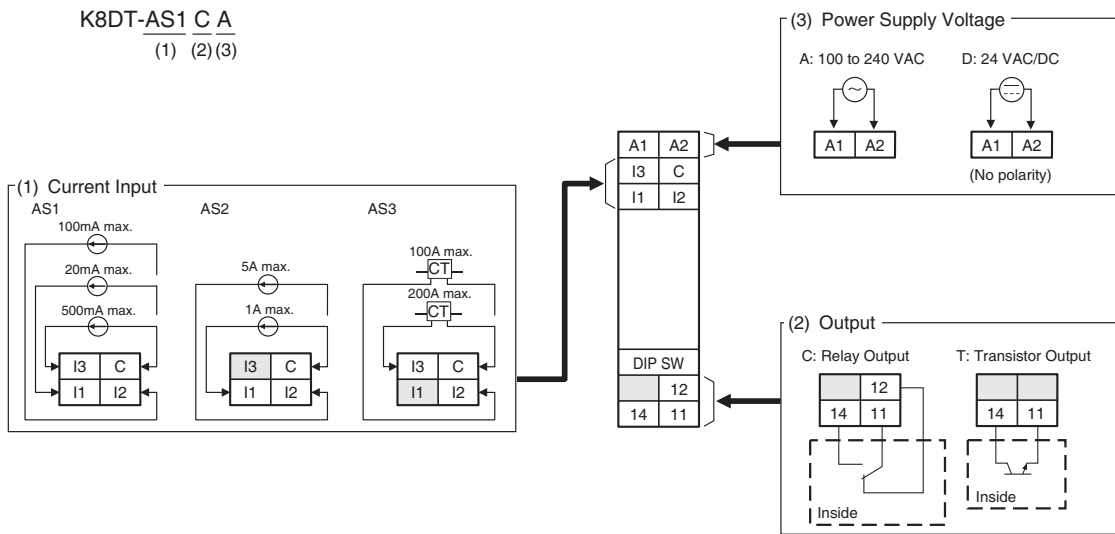 K8DT-AS1 C A
(1) (2) (3)
(1) Current Input
AS1
100mA max.
20mA max.
500mA max.
I3 C
I1 I2
AS2
5A max.
1A max.
I3 C
I1 I2
AS3
100A max.
CT
200A max.
CT
I3 C
I1 I2
A1 A2
I3 C
I1 I2
DIP SW
12
14 11
(3) Power Supply Voltage
A: 100 to 240 VAC
A1 A2
D: 24 VAC/DC
A1 A2
(No polarity)
(2) Output
C: Relay Output
12
14 11
Inside
T: Transistor Output
14 11
Inside